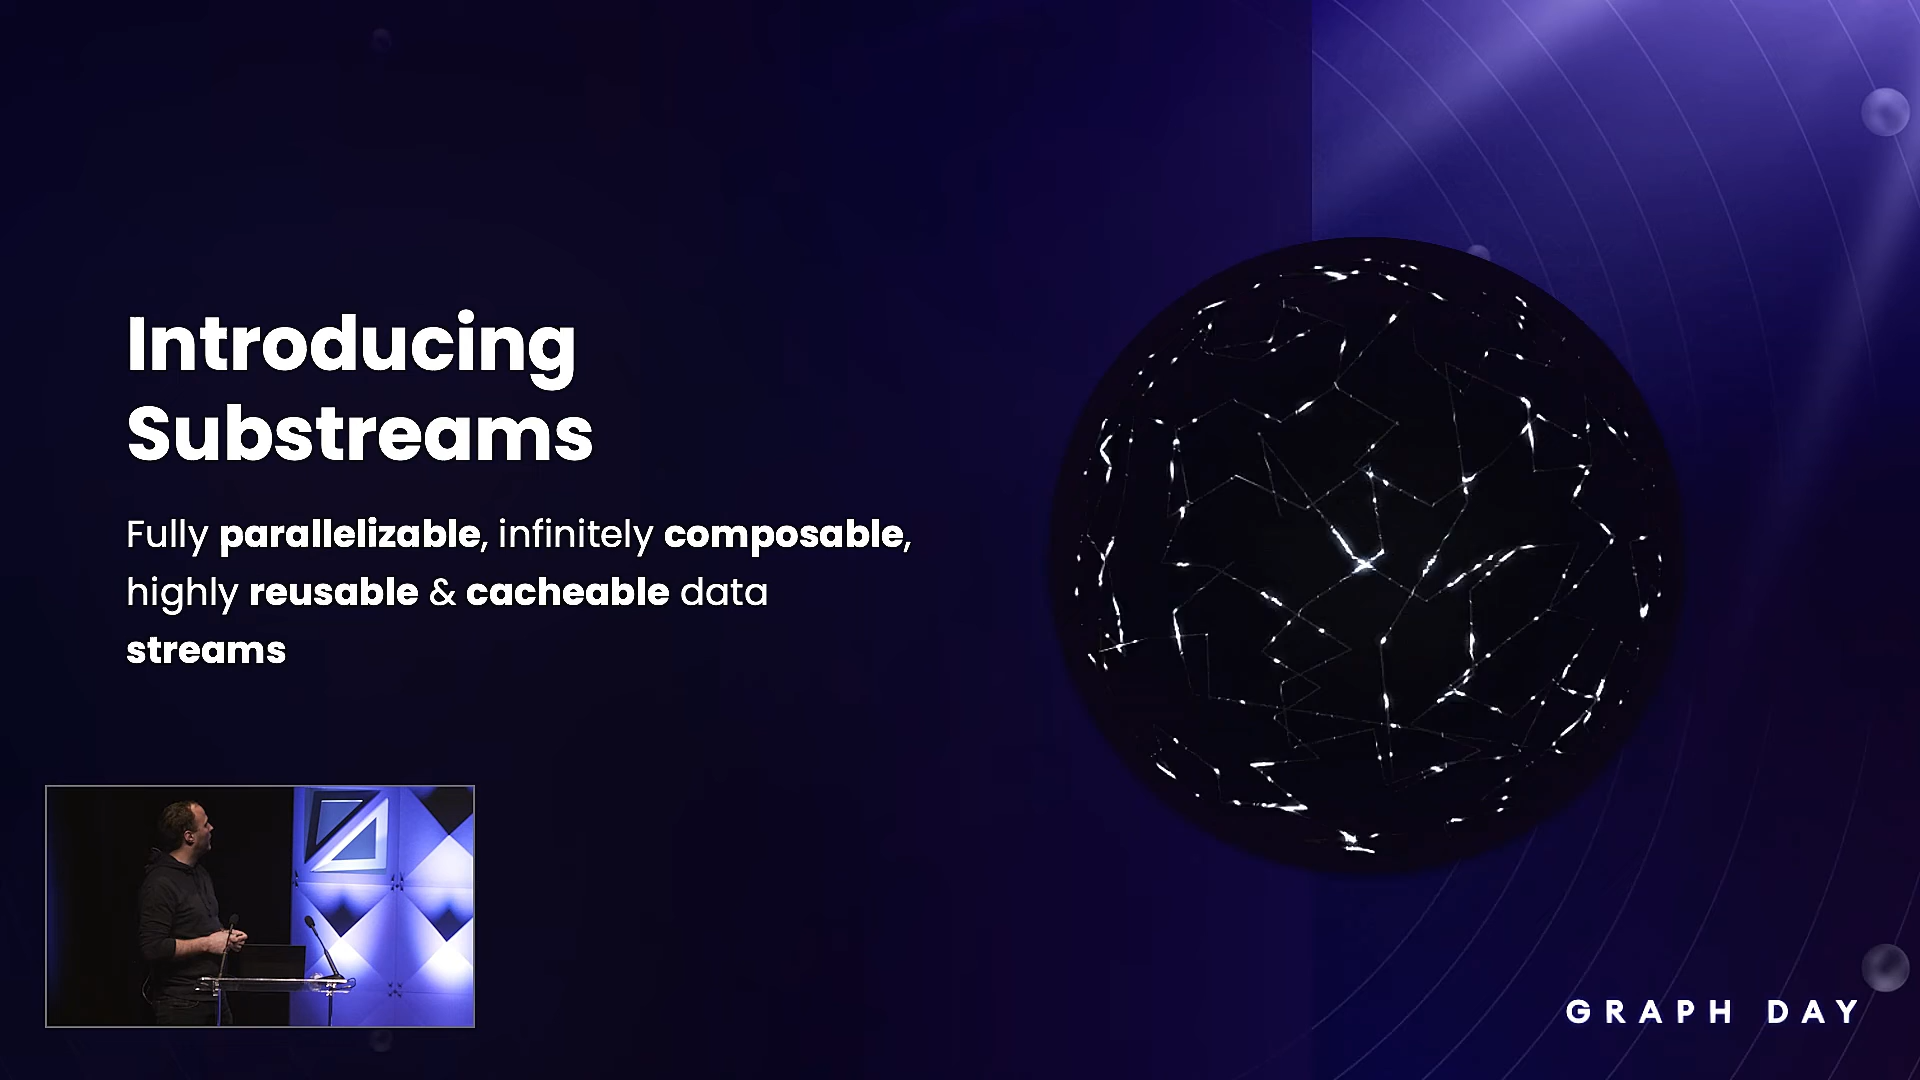 Introducing
Substreams
Fully parallelizable, infinitely composable,
highly reusable & cacheable data
streams
GRAPH DAY